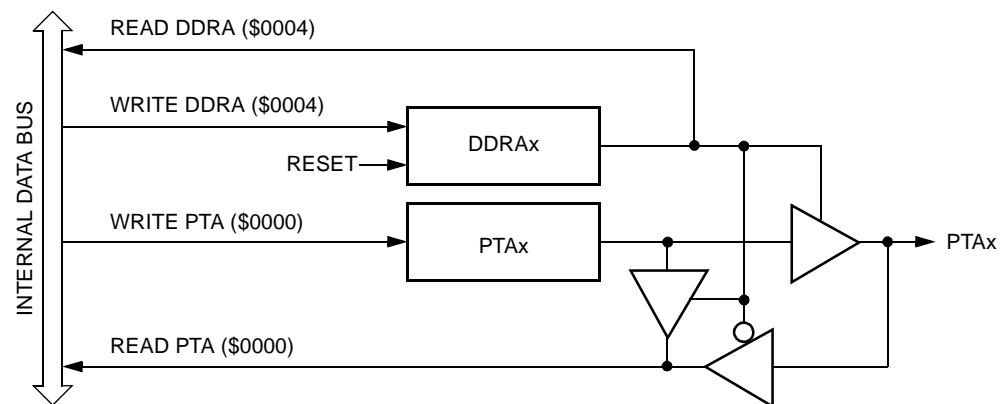 READ DDRA ($0004)
WRITE DDRA ($0004)
DDRAx
RESET
INTERNAL DATA BUS
WRITE PTA ($0000)
PTAx
PTAx
READ PTA ($0000)